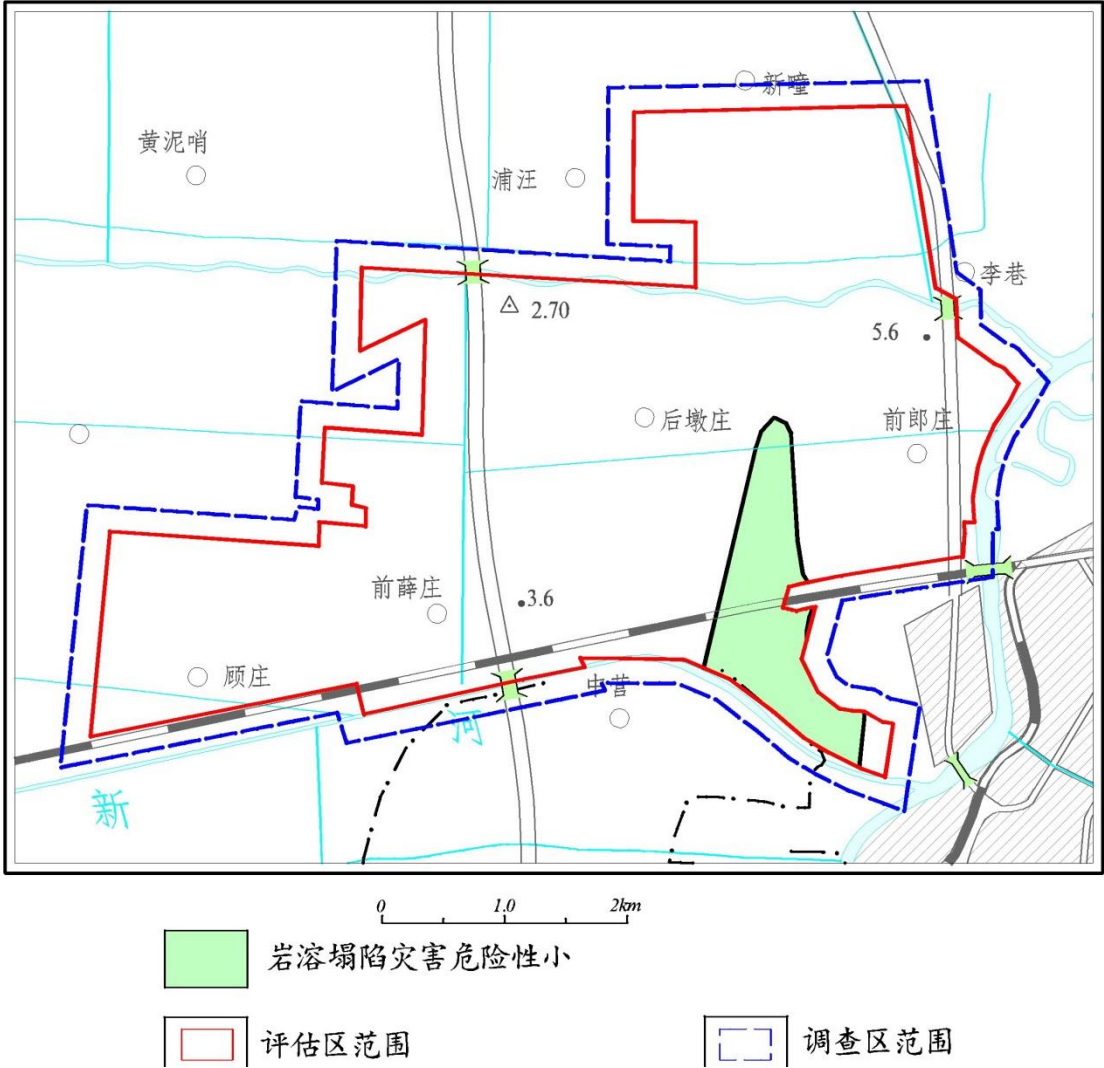 新疃
黄泥哨
浦汪
李巷
2.70
5.6
后墩庄
前郎庄
前薛庄
3.6
顾庄
中营
河
新
0 1.0 2km
岩溶塌陷灾害危险性小
评估区范围
调查区范围